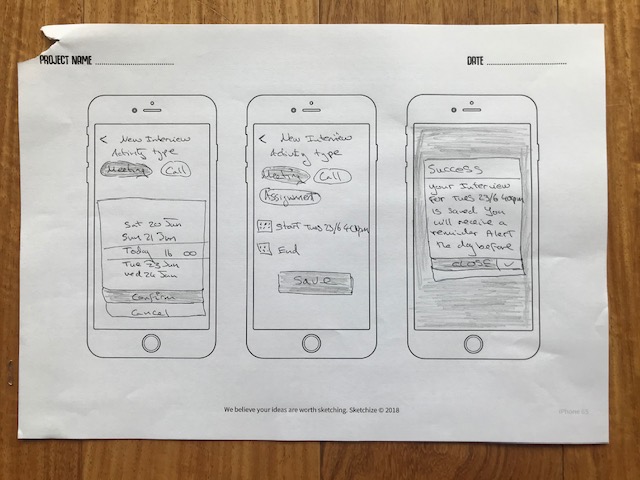 PROJECT NAME
DATE
< New Interview
Activity type
Meeting Call
Sat 20 Jun
Sun 21 Jun
Today 16 00
Tue 23 Jun
Wed 24 Jun
Confirm
Cancel
< New Interview
Activity type
Meeting Call
Assignment
Start Tues 23/6 4:00pm
End
Save
Success
Your Interview
for Tues 23/6 4:00pm
is saved. You
will receive a
reminder Alert
the day before
CLOSE
We believe your ideas are worth sketching. Sketchize © 2018